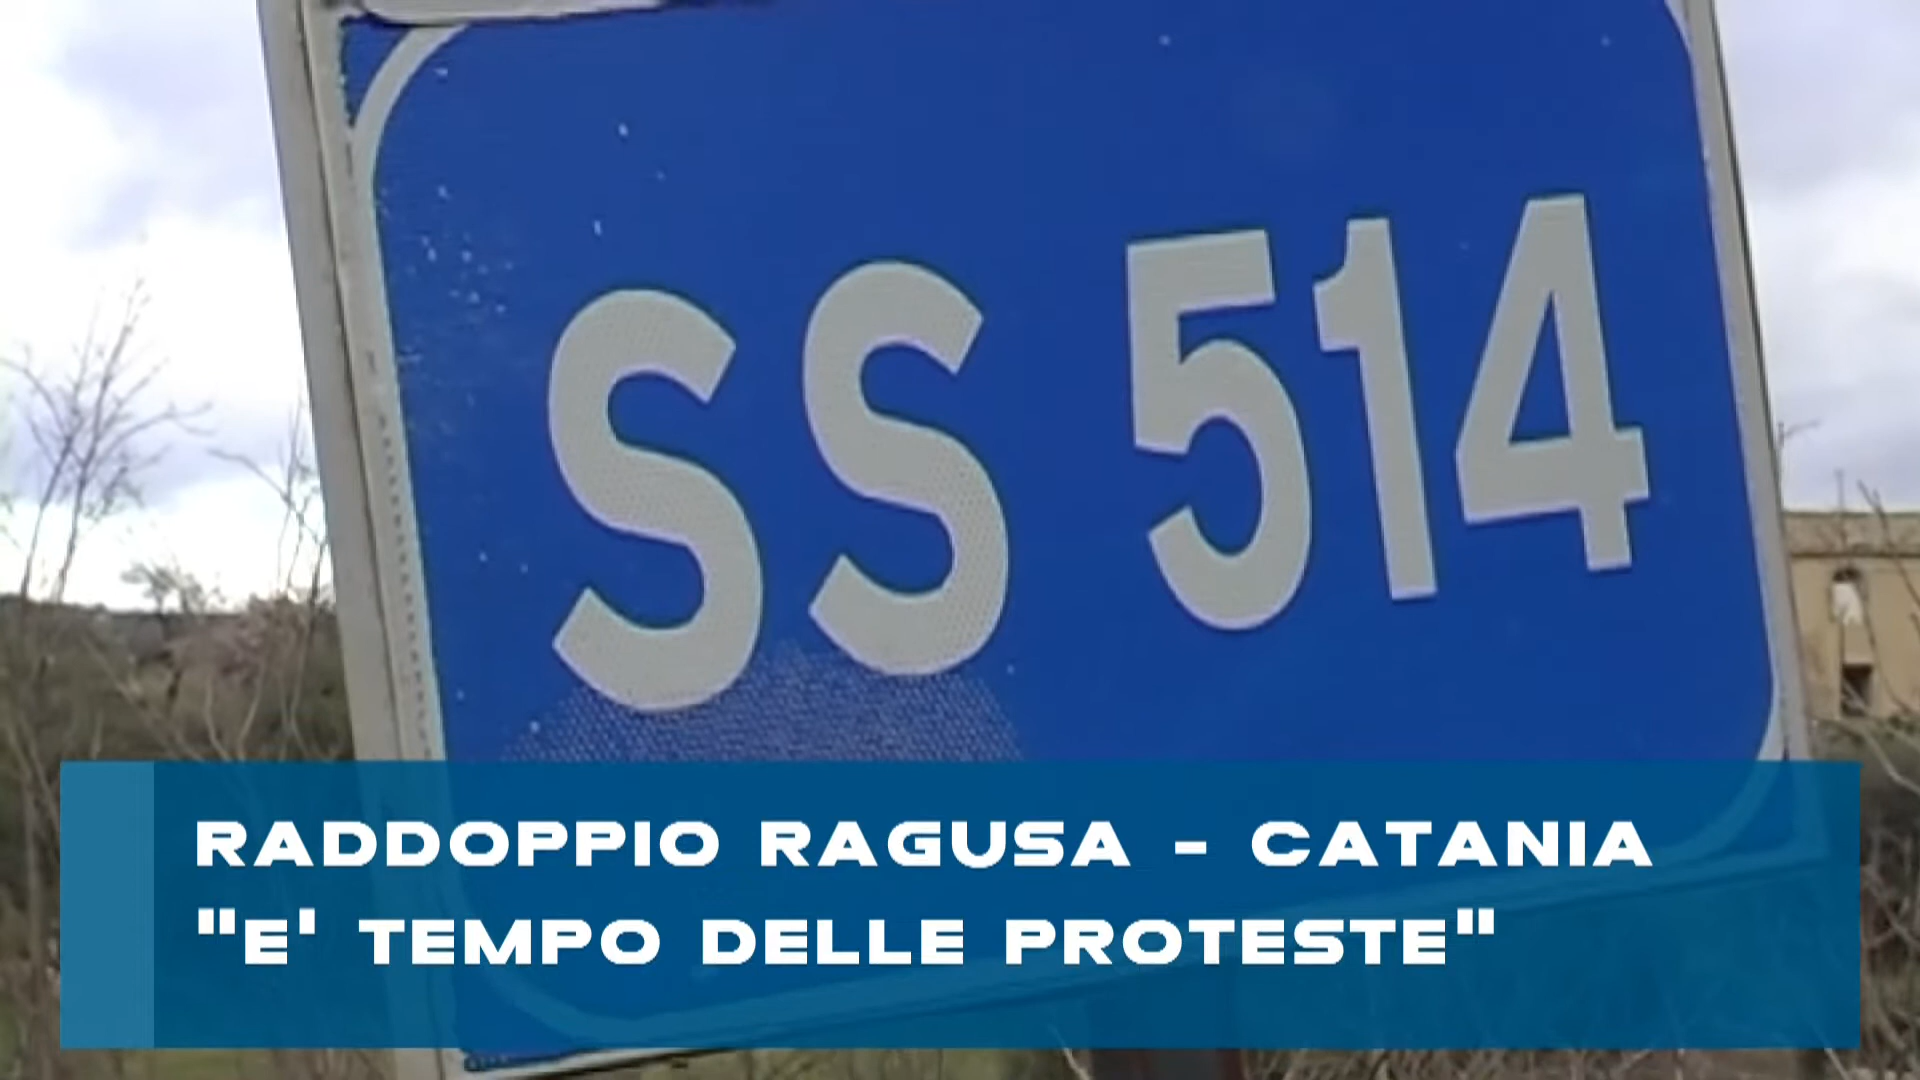 SS 514
RADDOPPIO RAGUSA - CATANIA
"E' TEMPO DELLE PROTESTE"